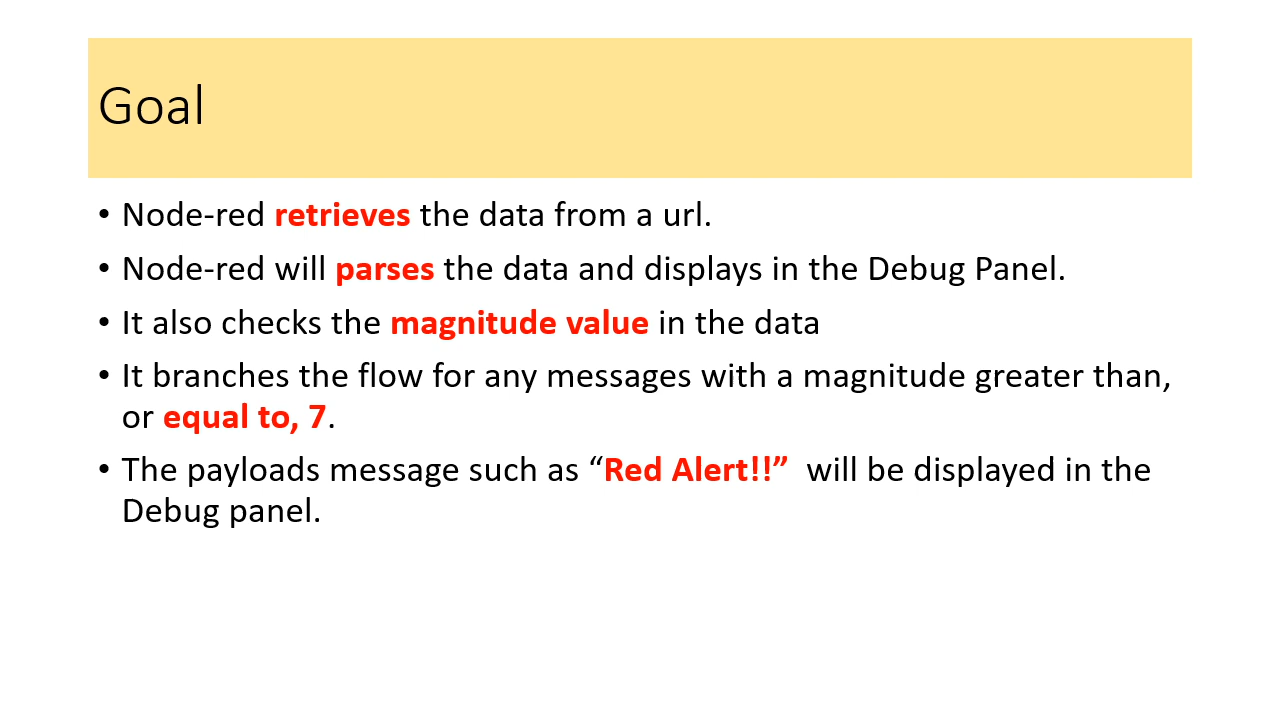 Goal
• Node-red retrieves the data from a url.
• Node-red will parses the data and displays in the Debug Panel.
• It also checks the magnitude value in the data
• It branches the flow for any messages with a magnitude greater than,
or equal to, 7.
• The payloads message such as “Red Alert!!”  will be displayed in the
Debug panel.